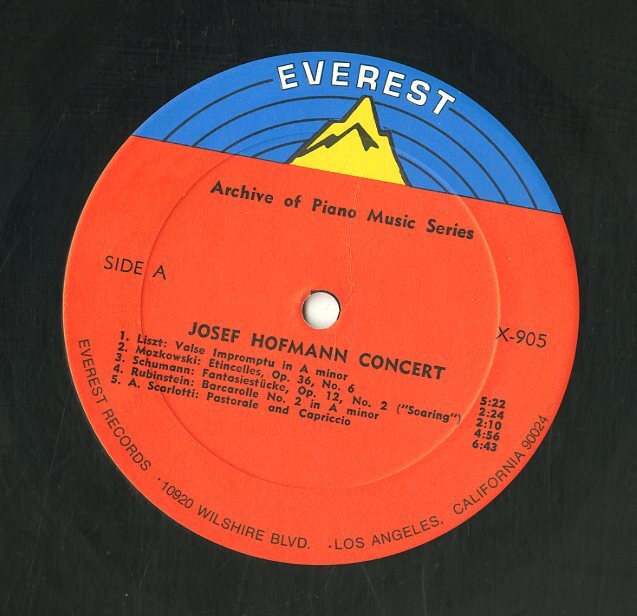 EVEREST
Archive of Piano Music Series
SIDE A
X-905
JOSEF HOFMANN CONCERT
1. Liszt: Valse Impromptu in A minor 5:22
2. Mozkowski: Etincelles, Op. 36, No. 6 2:24
3. Schumann: Fantasiestücke, Op. 12, No. 2 ("Soaring") 2:10
4. Rubinstein: Barcarolle No. 2 in A minor 4:56
5. A. Scarlotti: Pastorale and Capriccio 6:43
EVEREST RECORDS · 10920 WILSHIRE BLVD. · LOS ANGELES, CALIFORNIA 90024